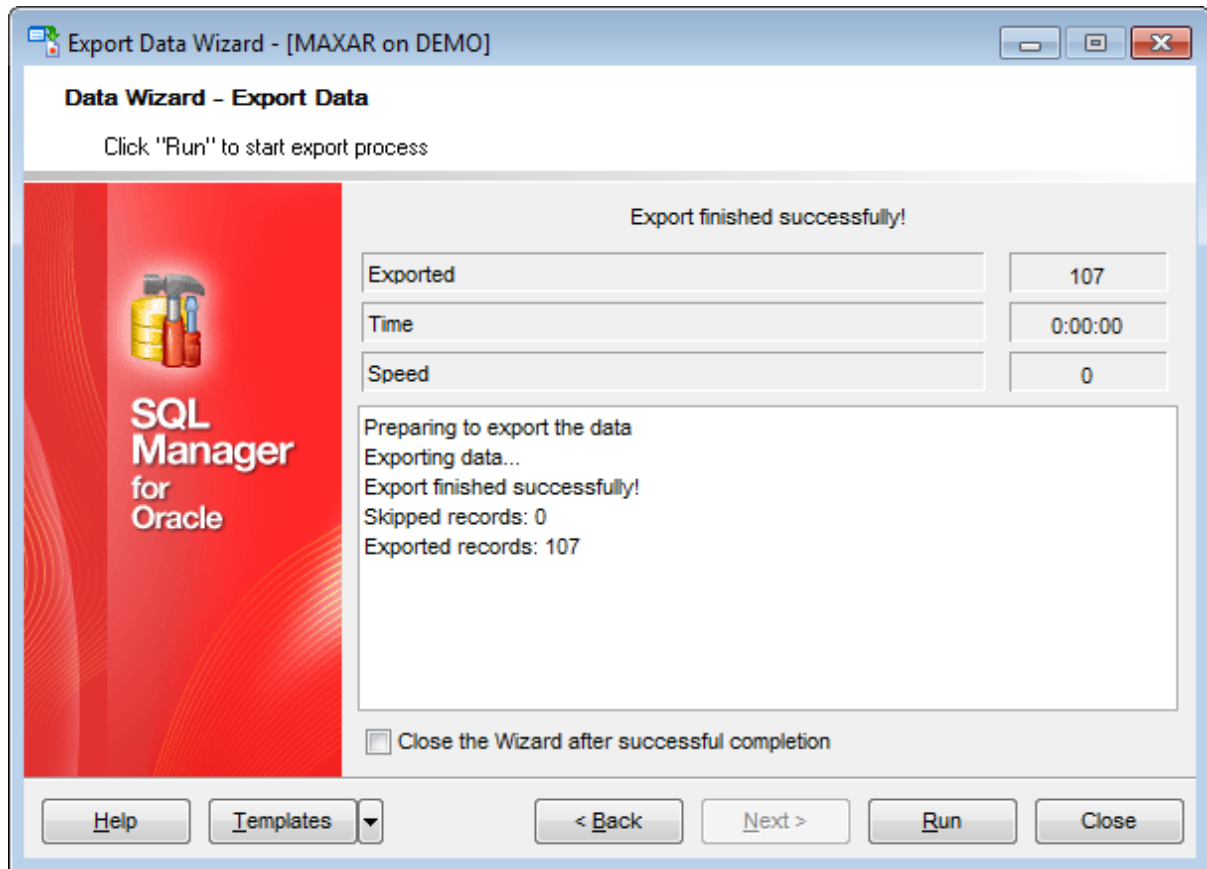 Export Data Wizard - [MAXAR on DEMO]
Data Wizard - Export Data
Click "Run" to start export process
Export finished successfully!
Exported 107
Time 0:00:00
Speed 0
SQL
Manager
for
Oracle
Preparing to export the data
Exporting data...
Export finished successfully!
Skipped records: 0
Exported records: 107
Close the Wizard after successful completion
Help Templates < Back Next > Run Close